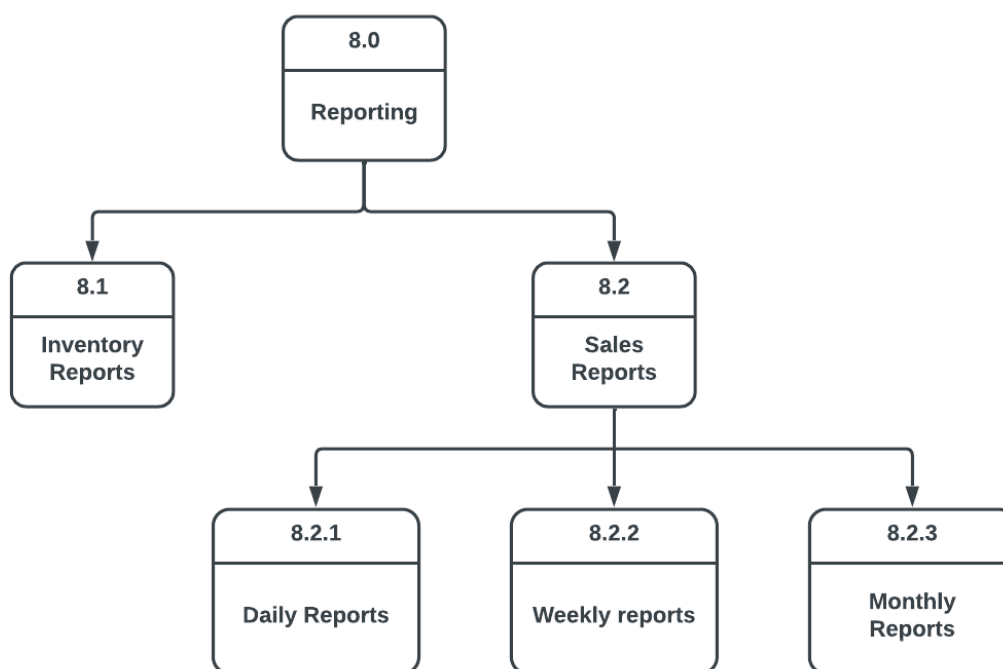 8.0
Reporting
8.1
Inventory
Reports
8.2
Sales
Reports
8.2.1
Daily Reports
8.2.2
Weekly reports
8.2.3
Monthly
Reports